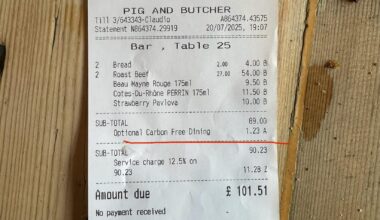 PIG AND BUTCHER
Till 3/643343-Claudio A864374.43575
Statement N864374.29919 20/07/2025, 19:07
Bar , Table 25
2 Bread 2.00 4.00 B
2 Roast Beef 27.00 54.00 B
Beau Mayne Rouge 175ml 9.50 B
Cotes-Du-Rhône PERRIN 175ml 11.50 B
Strawberry Pavlova 10.00 B
SUB-TOTAL 89.00
Optional Carbon Free Dining 1.23 A
SUB-TOTAL 90.23
Service charge 12.5% on
90.23 11.28 Z
Amount due £ 101.51
No payment received -